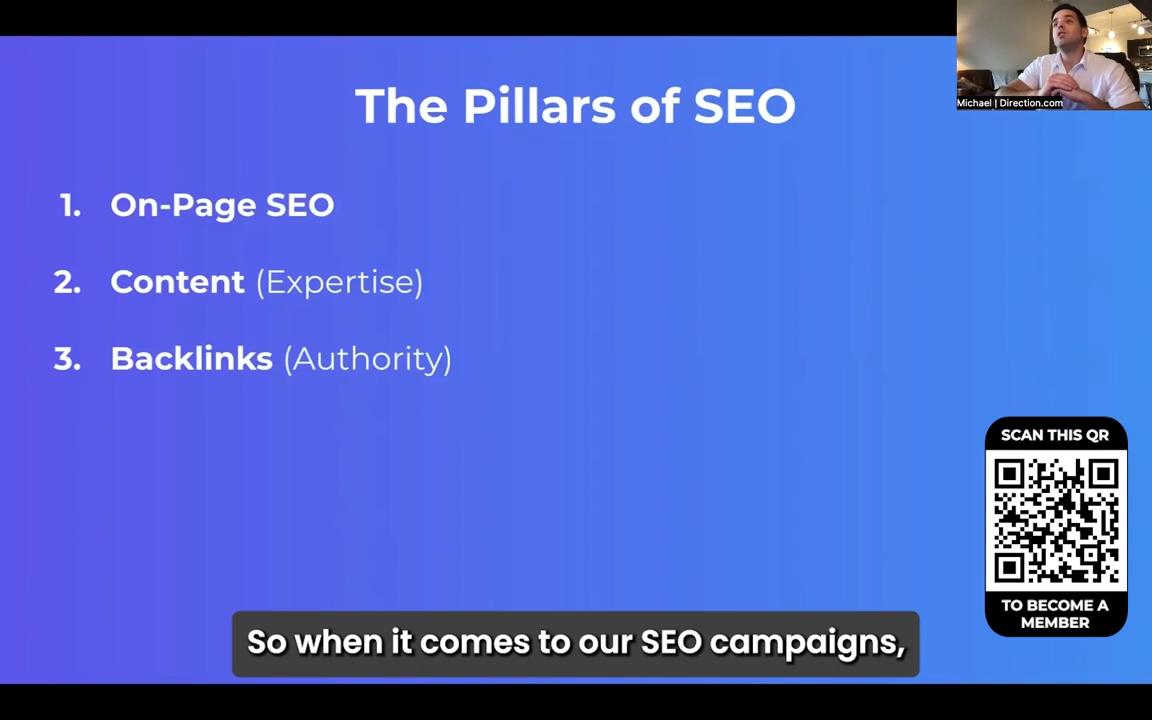 The Pillars of SEO
Michael | Direction.com
1. On-Page SEO
2. Content (Expertise)
3. Backlinks (Authority)
SCAN THIS QR
TO BECOME A
MEMBER
So when it comes to our SEO campaigns,